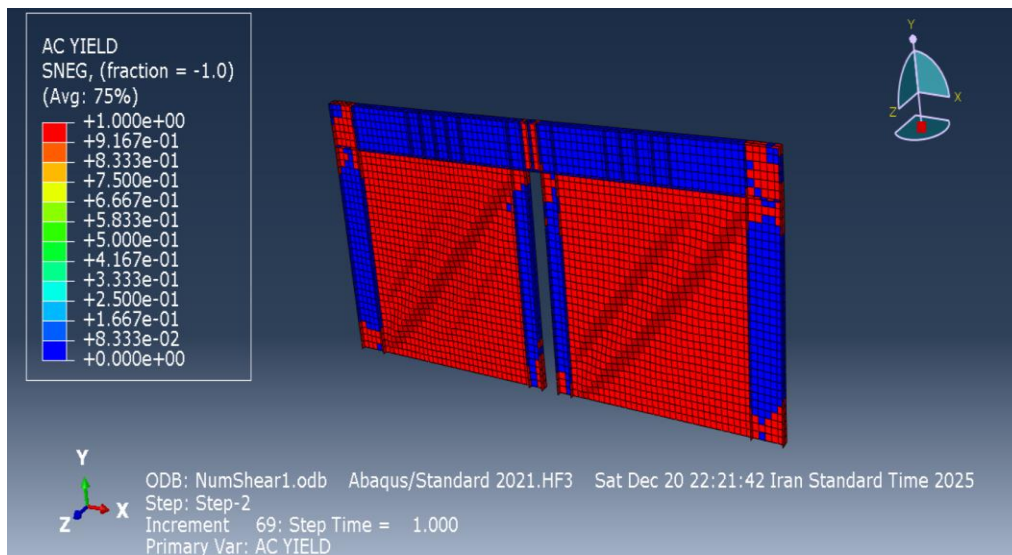 AC YIELD
SNEG, (fraction = -1.0)
(Avg: 75%)
+1.000e+00
+9.167e-01
+8.333e-01
+7.500e-01
+6.667e-01
+5.833e-01
+5.000e-01
+4.167e-01
+3.333e-01
+2.500e-01
+1.667e-01
+8.333e-02
+0.000e+00
Y
X
Z
Y
X
Z
ODB: NumShear1.odb Abaqus/Standard 2021.HF3 Sat Dec 20 22:21:42 Iran Standard Time 2025
Step: Step-2
Increment 69: Step Time = 1.000
Primary Var: AC YIELD